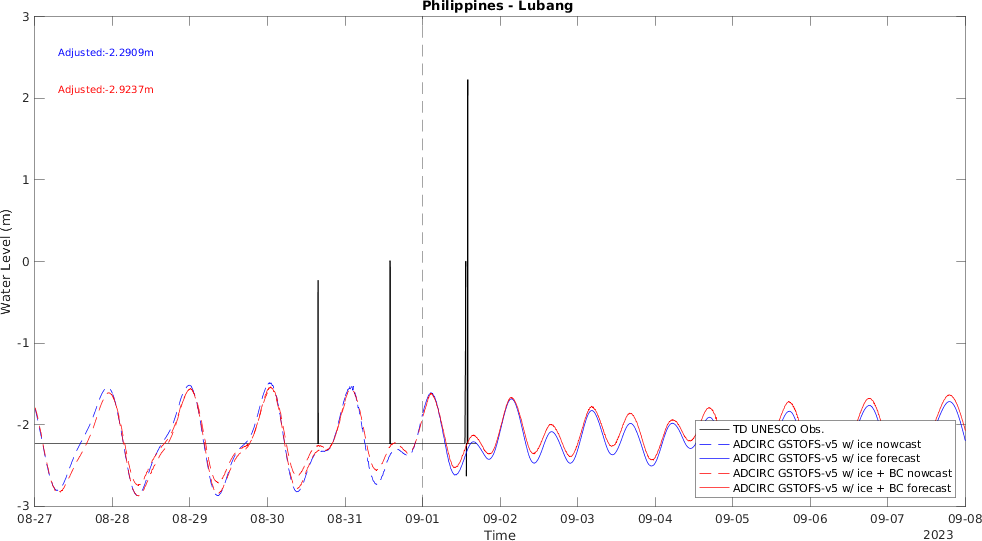 Philippines - Lubang
Adjusted:-2.2909m
Adjusted:-2.9237m
Water Level (m)
3
2
1
0
-1
-2
-3
TD UNESCO Obs.
ADCIRC GSTOFS-v5 w/ ice nowcast
ADCIRC GSTOFS-v5 w/ ice forecast
ADCIRC GSTOFS-v5 w/ ice + BC nowcast
ADCIRC GSTOFS-v5 w/ ice + BC forecast
08-27 08-28 08-29 08-30 08-31 09-01 09-02 09-03 09-04 09-05 09-06 09-07 09-08
Time
2023